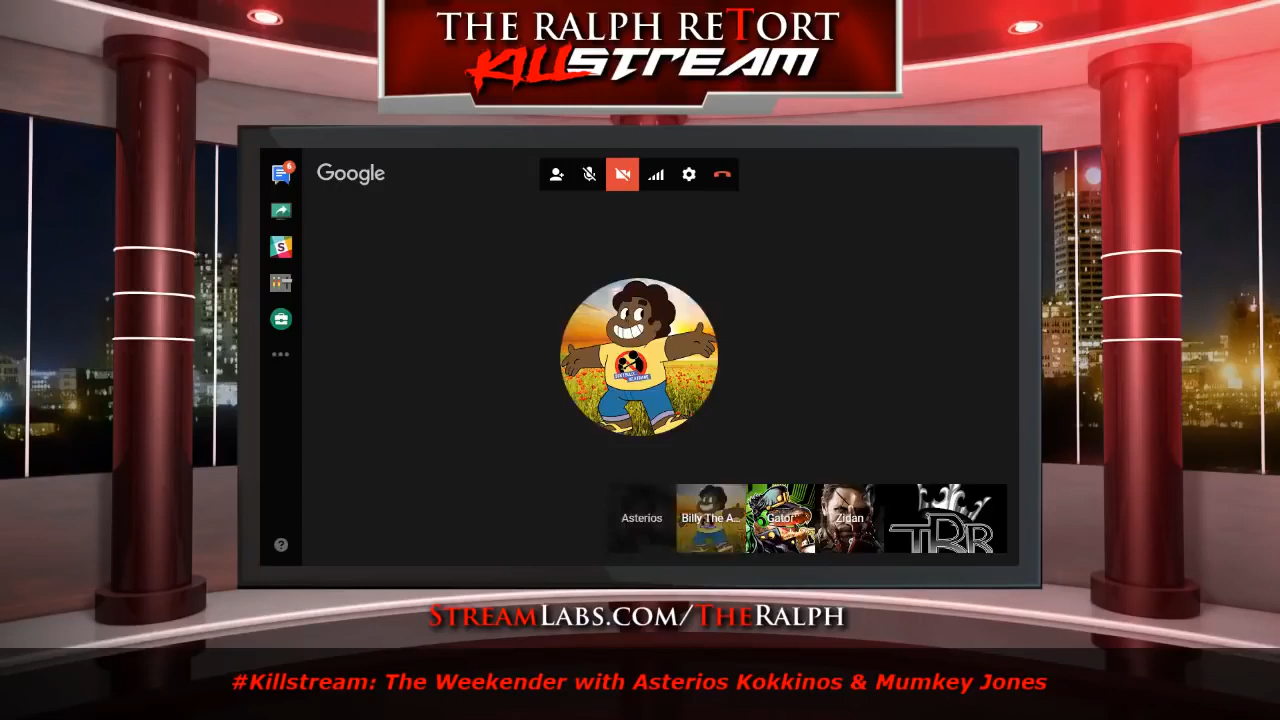 THE RALPH RETORT
KILLSTREAM
6
Google
S
Asterios
Billy The A...
Gator
Zidan
TRR
?
StreamLabs.com/TheRalph
#Killstream: The Weekender with Asterios Kokkinos & Mumkey Jones